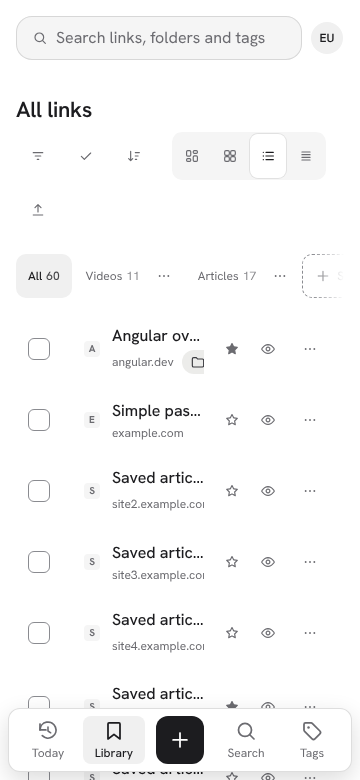 Search links, folders and tags
EU
All links
All 60
Videos 11
Articles 17
A
Angular ov...
angular.dev
E
Simple pas...
example.com
S
Saved artic...
site2.example.co
S
Saved artic...
site3.example.co
S
Saved artic...
site4.example.co
S
Saved artic...
Today
Library
Search
Tags